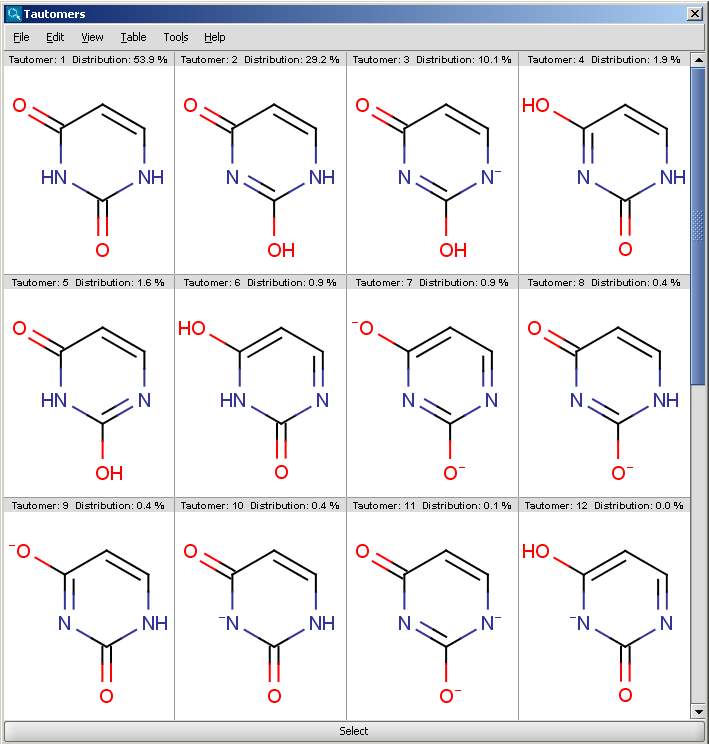 Tautomers
File Edit View Table Tools Help
Tautomer: 1 Distribution: 53.9 % Tautomer: 2 Distribution: 29.2 % Tautomer: 3 Distribution: 10.1 % Tautomer: 4 Distribution: 1.9 %
O O O HO
HN NH N NH N N⁻ N NH
O OH OH O
Tautomer: 5 Distribution: 1.6 % Tautomer: 6 Distribution: 0.9 % Tautomer: 7 Distribution: 0.9 % Tautomer: 8 Distribution: 0.4 %
O HO ⁻O O
HN N HN N N N N NH
OH O O⁻ O⁻
Tautomer: 9 Distribution: 0.4 % Tautomer: 10 Distribution: 0.4 % Tautomer: 11 Distribution: 0.1 % Tautomer: 12 Distribution: 0.0 %
⁻O O O HO
N NH ⁻N NH N N⁻ ⁻N N
O O O⁻ O
Select